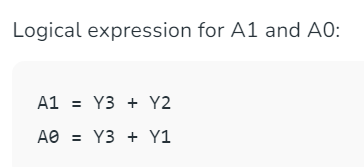 Logical expression for A1 and A0:
A1 = Y3 + Y2
A0 = Y3 + Y1